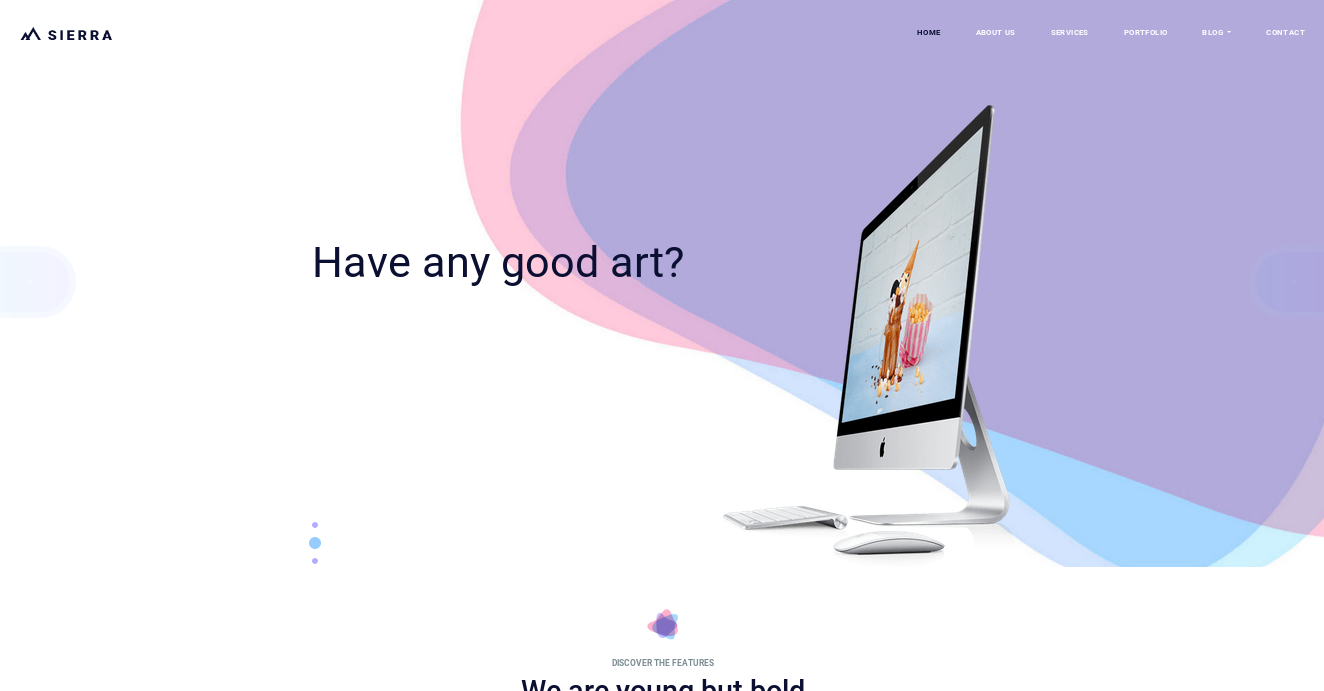 SIERRA
HOME
ABOUT US
SERVICES
PORTFOLIO
BLOG
CONTACT
Have any good art?
DISCOVER THE FEATURES
We are young but bold